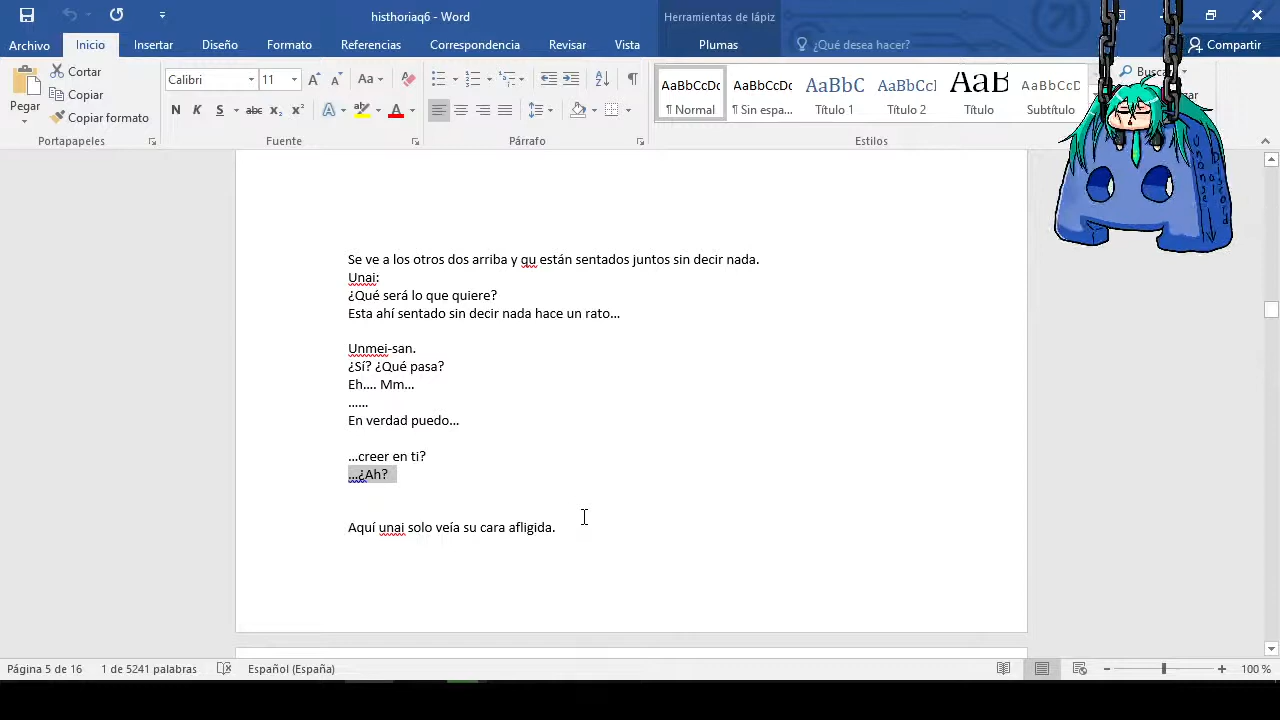 histhoriaq6 - Word
Herramientas de lápiz
Archivo
Inicio
Insertar
Diseño
Formato
Referencias
Correspondencia
Revisar
Vista
Plumas
¿Qué desea hacer?
Compartir
Pegar
Cortar
Copiar
Copiar formato
Portapapeles
Calibri
11
Aa
N K S abc x₂ x²
A
A
Fuente
Párrafo
AaBbCcDc
¶ Normal
AaBbCcDc
¶ Sin espa...
AaBbC
Título 1
AaBbCcI
Título 2
AaB
Título
AaBbCcD
Subtítulo
Estilos
Se ve a los otros dos arriba y qu están sentados juntos sin decir nada.
Unai:
¿Qué será lo que quiere?
Esta ahí sentado sin decir nada hace un rato…
Unmei-san.
¿Sí? ¿Qué pasa?
Eh…. Mm…
……
En verdad puedo…
…creer en ti?
…¿Ah?
Aquí unai solo veía su cara afligida.
Página 5 de 16
1 de 5241 palabras
Español (España)
100 %